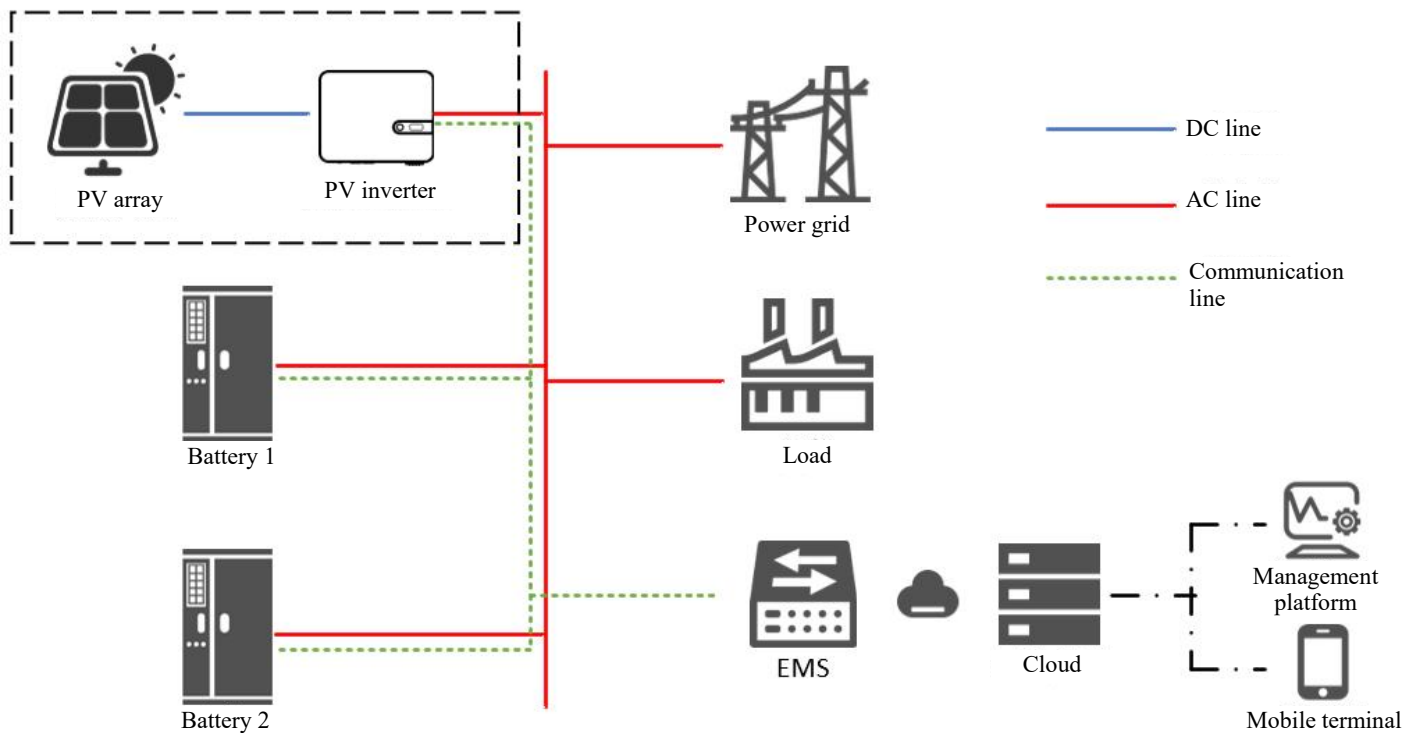 PV array
PV inverter
Power grid
DC line
AC line
Communication
line
Battery 1
Load
Battery 2
EMS
Cloud
Management
platform
Mobile terminal